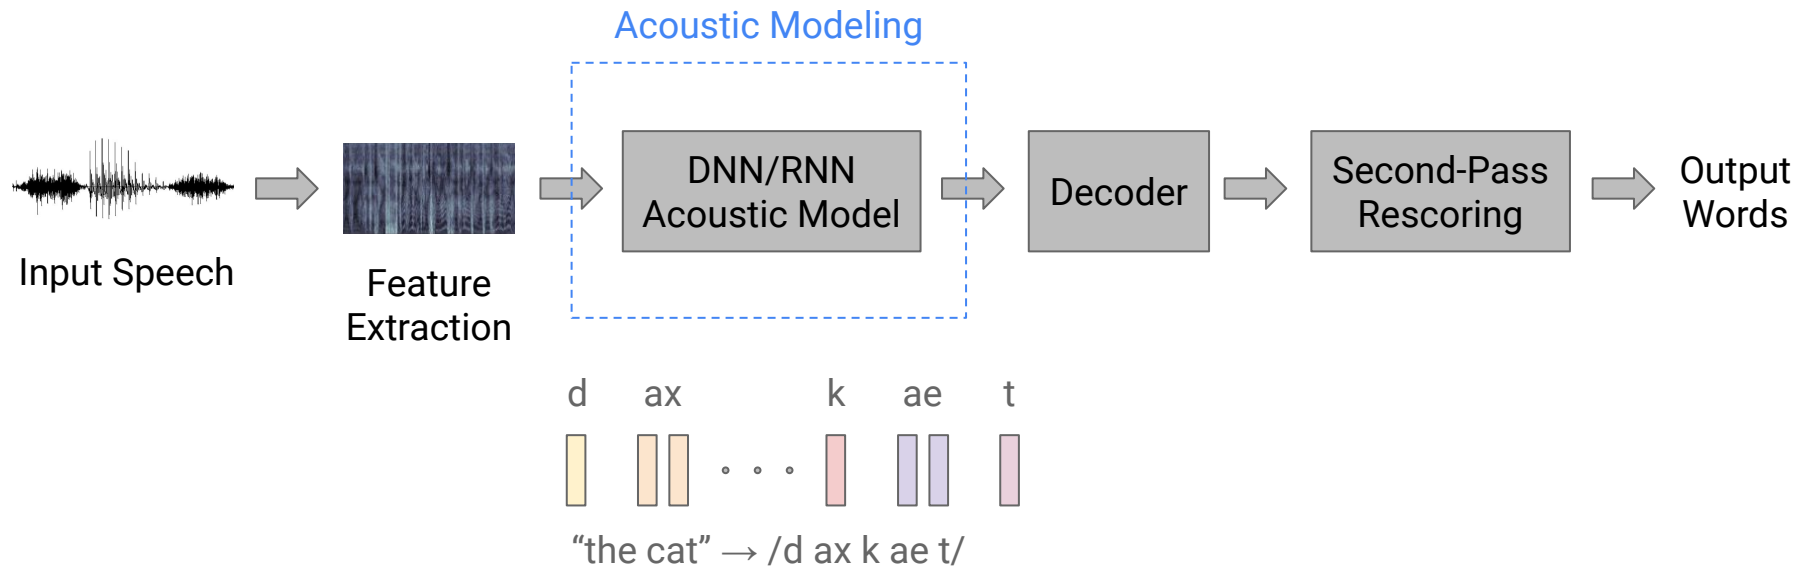 Acoustic Modeling
Input Speech
Feature
Extraction
DNN/RNN
Acoustic Model
Decoder
Second-Pass
Rescoring
Output
Words
d ax k ae t
“the cat” → /d ax k ae t/